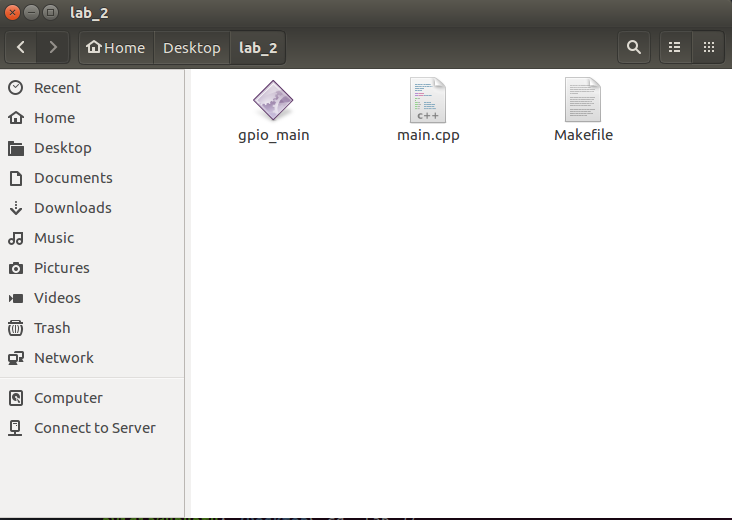 lab_2
Home Desktop lab_2
Recent
Home
Desktop
Documents
Downloads
Music
Pictures
Videos
Trash
Network
Computer
Connect to Server
gpio_main
C++
main.cpp
Makefile